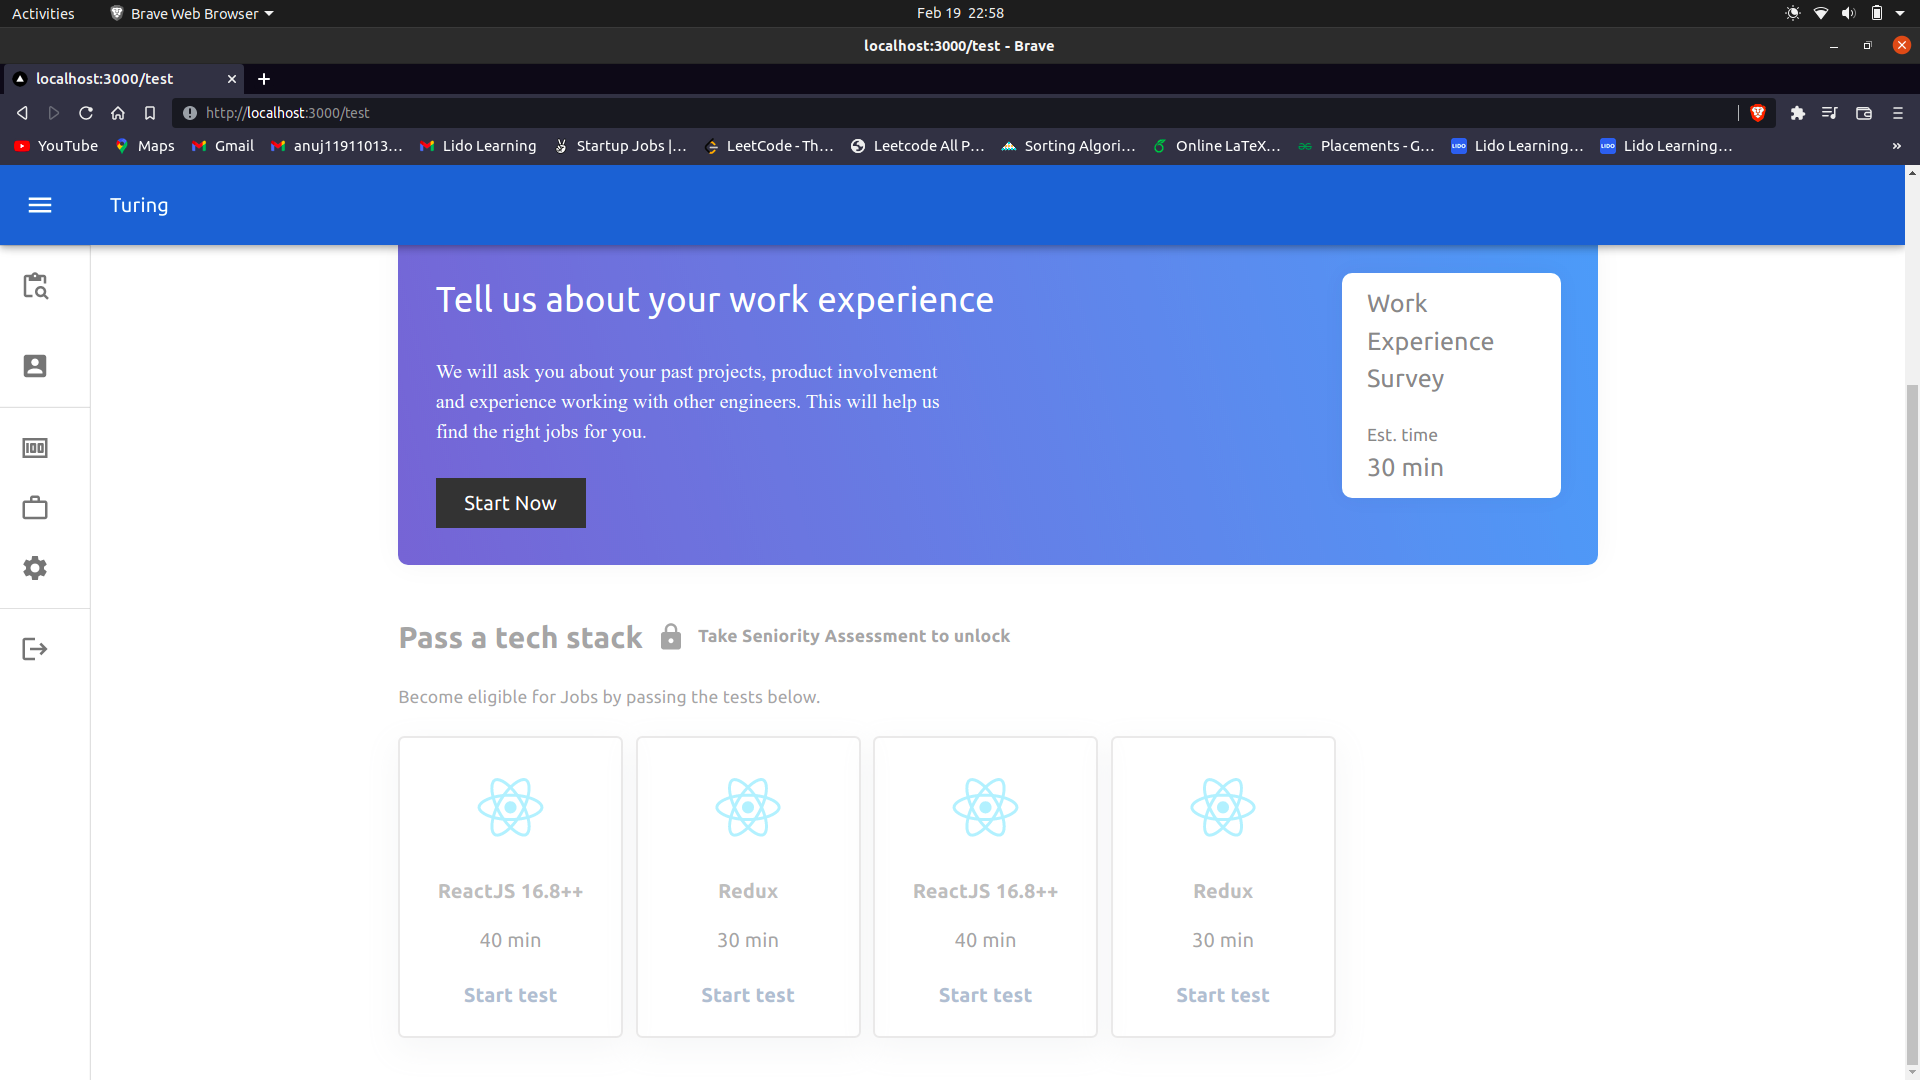 Activities
Brave Web Browser
Feb 19 22:58
localhost:3000/test - Brave
localhost:3000/test
http://localhost:3000/test
YouTube
Maps
Gmail
anuj11911013...
Lido Learning
Startup Jobs |...
LeetCode - Th...
Leetcode All P...
Sorting Algori...
Online LaTeX...
Placements - G...
LIDO
Lido Learning...
LIDO
Lido Learning...
Turing
Tell us about your work experience
We will ask you about your past projects, product involvement
and experience working with other engineers. This will help us
find the right jobs for you.
Start Now
Work
Experience
Survey
Est. time
30 min
Pass a tech stack
Take Seniority Assessment to unlock
Become eligible for Jobs by passing the tests below.
ReactJS 16.8++
40 min
Start test
Redux
30 min
Start test
ReactJS 16.8++
40 min
Start test
Redux
30 min
Start test